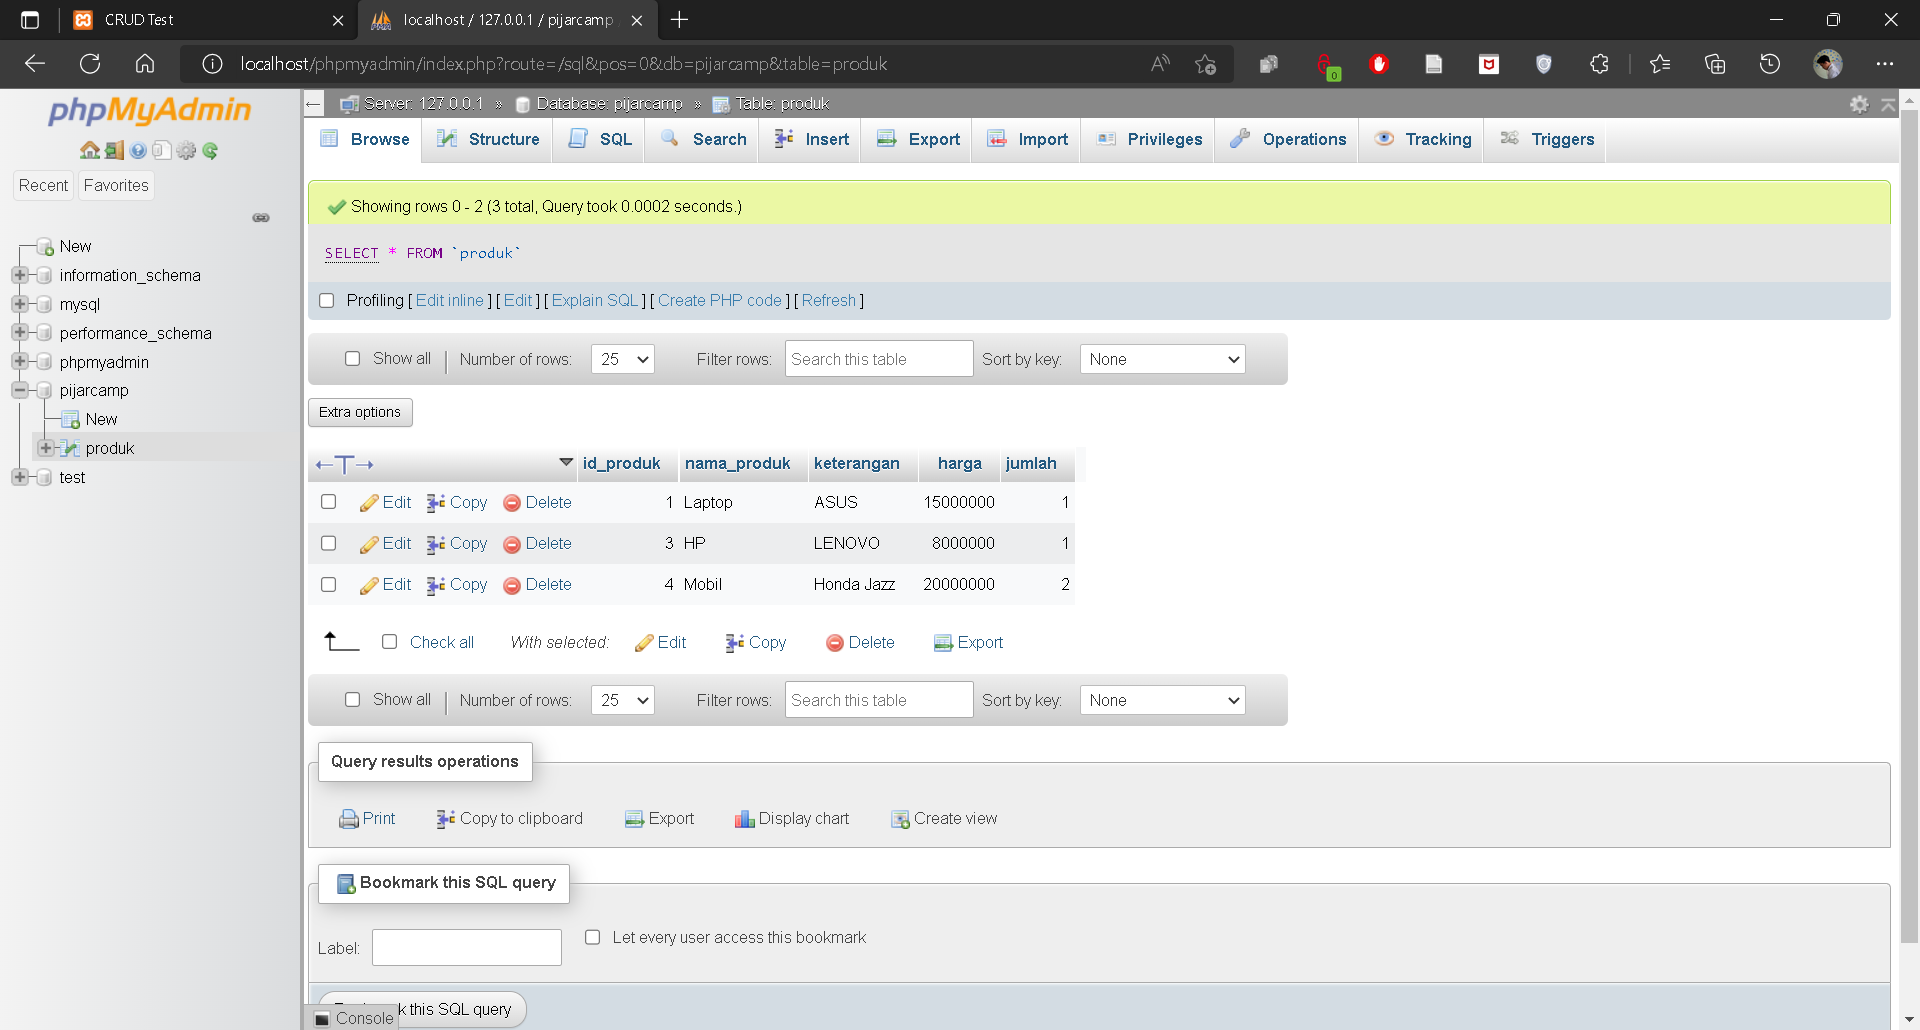 CRUD Test
localhost / 127.0.0.1 / pijarcamp
localhost/phpmyadmin/index.php?route=/sql&pos=0&db=pijarcamp&table=produk
0
phpMyAdmin
Recent
Favorites
New
information_schema
mysql
performance_schema
phpmyadmin
pijarcamp
New
produk
test
Server: 127.0.0.1 » Database: pijarcamp » Table: produk
Browse Structure SQL Search Insert Export Import Privileges Operations Tracking Triggers
Showing rows 0 - 2 (3 total, Query took 0.0002 seconds.)
SELECT * FROM `produk`
Profiling [ Edit inline ] [ Edit ] [ Explain SQL ] [ Create PHP code ] [ Refresh ]
Show all | Number of rows: 25 Filter rows: Search this table Sort by key: None
Extra options
←T→ id_produk nama_produk keterangan harga jumlah
Edit Copy Delete 1 Laptop ASUS 15000000 1
Edit Copy Delete 3 HP LENOVO 8000000 1
Edit Copy Delete 4 Mobil Honda Jazz 20000000 2
Check all With selected: Edit Copy Delete Export
Show all | Number of rows: 25 Filter rows: Search this table Sort by key: None
Query results operations
Print Copy to clipboard Export Display chart Create view
Bookmark this SQL query
Label: Let every user access this bookmark
this SQL query
Console